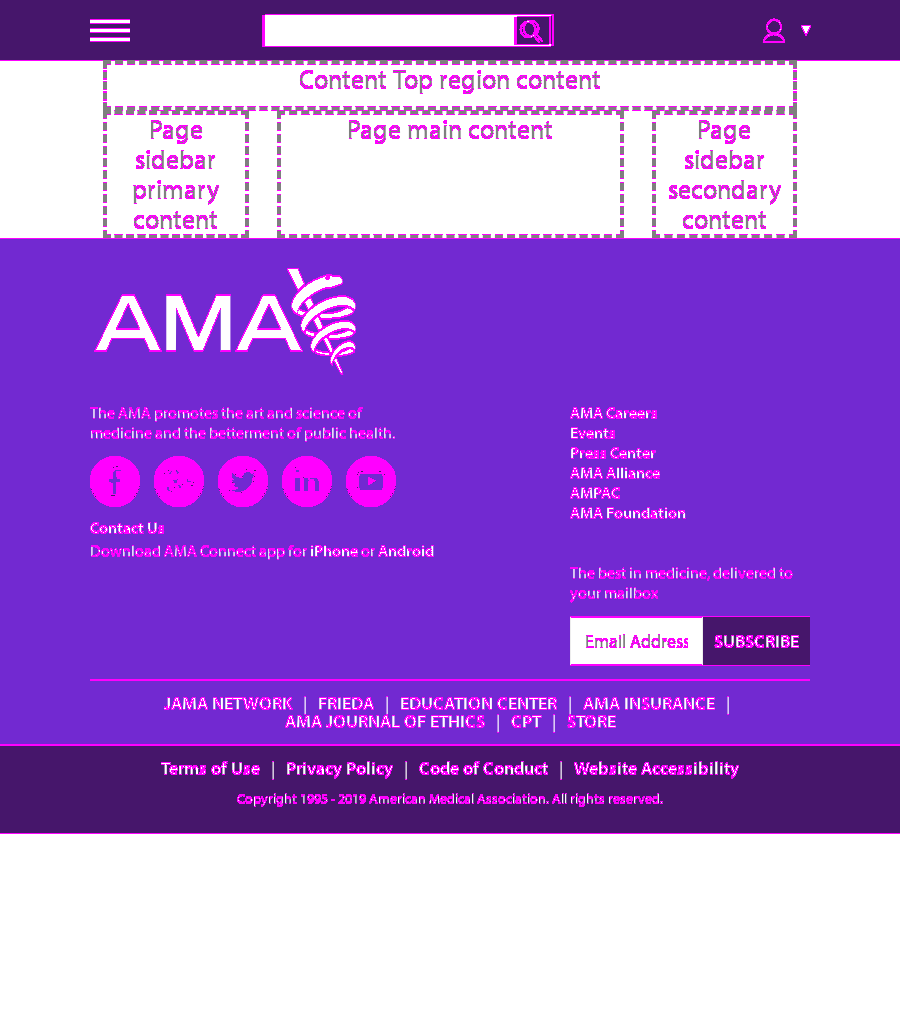 Content Top region content
Page
sidebar
primary
content
Page main content
Page
sidebar
secondary
content
AMA
The AMA promotes the art and science of
medicine and the betterment of public health.
Contact Us
Download AMA Connect app for iPhone or Android
AMA Careers
Events
Press Center
AMA Alliance
AMPAC
AMA Foundation
The best in medicine, delivered to
your mailbox
Email Address
SUBSCRIBE
JAMA NETWORK | FRIEDA | EDUCATION CENTER | AMA INSURANCE |
AMA JOURNAL OF ETHICS | CPT | STORE
Terms of Use | Privacy Policy | Code of Conduct | Website Accessibility
Copyright 1995 - 2019 American Medical Association. All rights reserved.